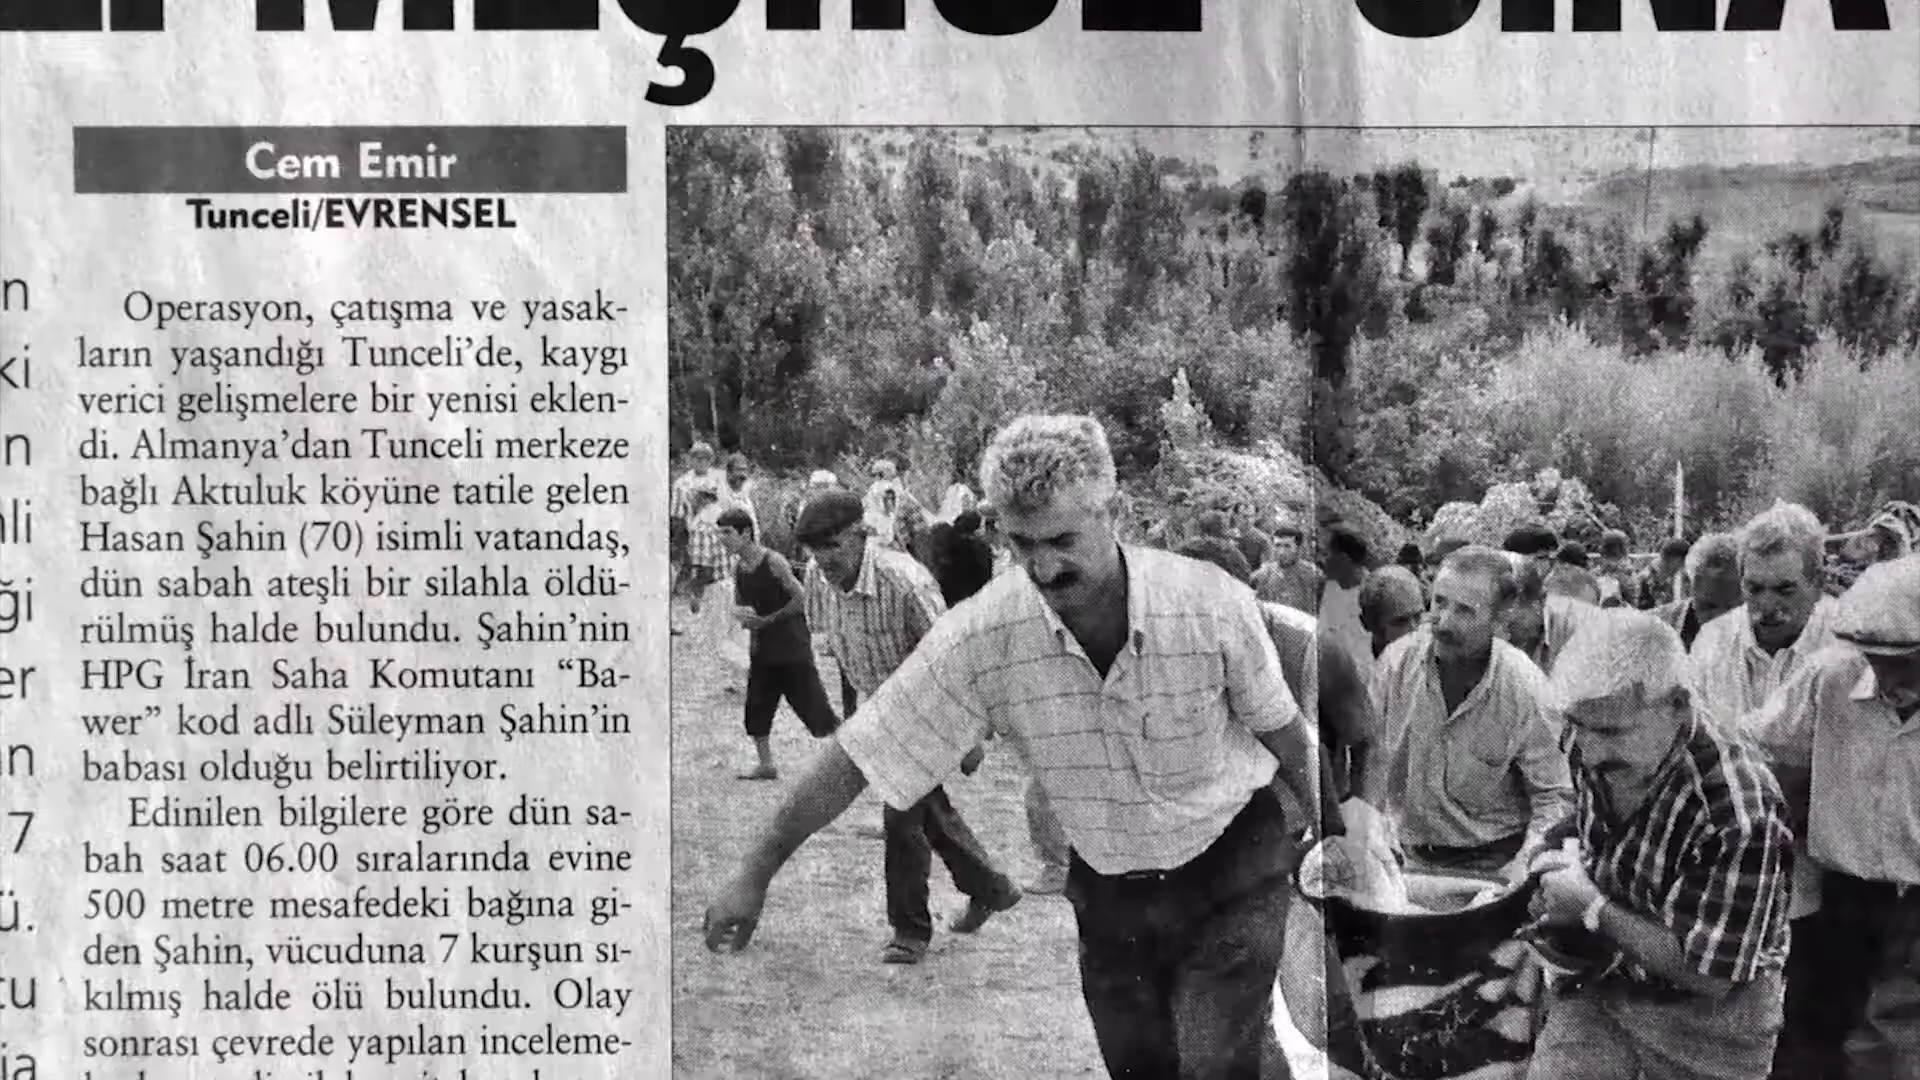 MEÇHUL
Cem Emir
Tunceli/EVRENSEL
Operasyon, çatışma ve yasak-
ların yaşandığı Tunceli’de, kaygı
verici gelişmelere bir yenisi eklen-
di. Almanya’dan Tunceli merkeze
bağlı Aktuluk köyüne tatile gelen
Hasan Şahin (70) isimli vatandaş,
dün sabah ateşli bir silahla öldü-
rülmüş halde bulundu. Şahin’nin
HPG İran Saha Komutanı “Ba-
wer” kod adlı Süleyman Şahin’in
babası olduğu belirtiliyor.
Edinilen bilgilere göre dün sa-
bah saat 06.00 sıralarında evine
500 metre mesafedeki bağına gi-
den Şahin, vücuduna 7 kurşun sı-
kılmış halde ölü bulundu. Olay
sonrası çevrede yapılan inceleme-